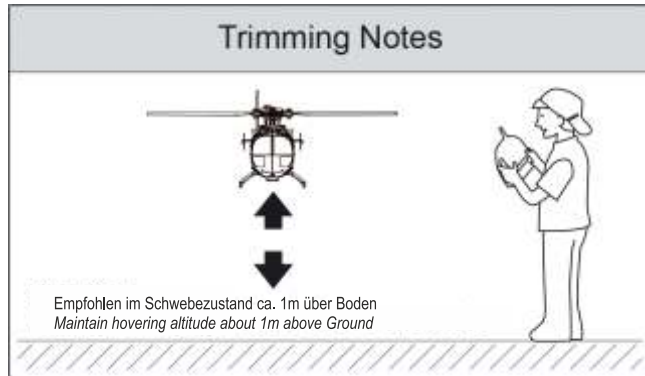 Trimming Notes
Empfohlen im Schwebezustand ca. 1m über Boden
Maintain hovering altitude about 1m above Ground